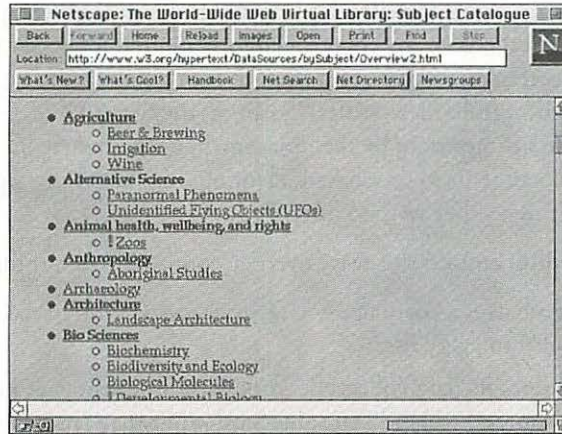 Netscape: The World-Wide Web Virtual Library: Subject Catalogue
Back Forward Home Reload Images Open Print Find Stop
Location: http://www.w3.org/hypertext/DataSources/bySubject/Overview2.html
N
What's New? What's Cool? Handbook Net Search Net Directory Newsgroups
Agriculture
Beer & Brewing
Irrigation
Wine
Alternative Science
Paranormal Phenomena
Unidentified Flying Objects (UFOs)
Animal health, wellbeing, and rights
! Zoos
Anthropology
Aboriginal Studies
Archaeology
Architecture
Landscape Architecture
Bio Sciences
Biochemistry
Biodiversity and Ecology
Biological Molecules
! Developmental Biology